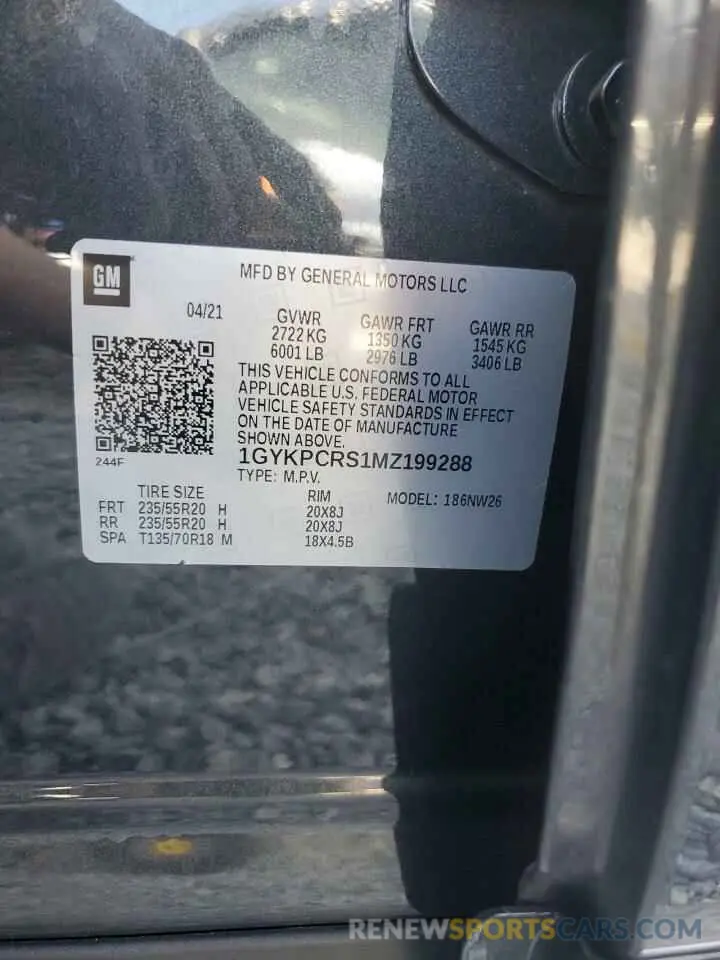 GM
MFD BY GENERAL MOTORS LLC
04/21
GVWR GAWR FRT GAWR RR
2722 KG 1350 KG 1545 KG
6001 LB 2976 LB 3406 LB
THIS VEHICLE CONFORMS TO ALL
APPLICABLE U.S. FEDERAL MOTOR
VEHICLE SAFETY STANDARDS IN EFFECT
ON THE DATE OF MANUFACTURE
SHOWN ABOVE.
1GYKPCRS1MZ199288
244F
TYPE: M.P.V.
TIRE SIZE RIM MODEL: 186NW26
FRT 235/55R20 H 20X8J
RR 235/55R20 H 20X8J
SPA T135/70R18 M 18X4.5B
RENEWSPORTSCARS.COM